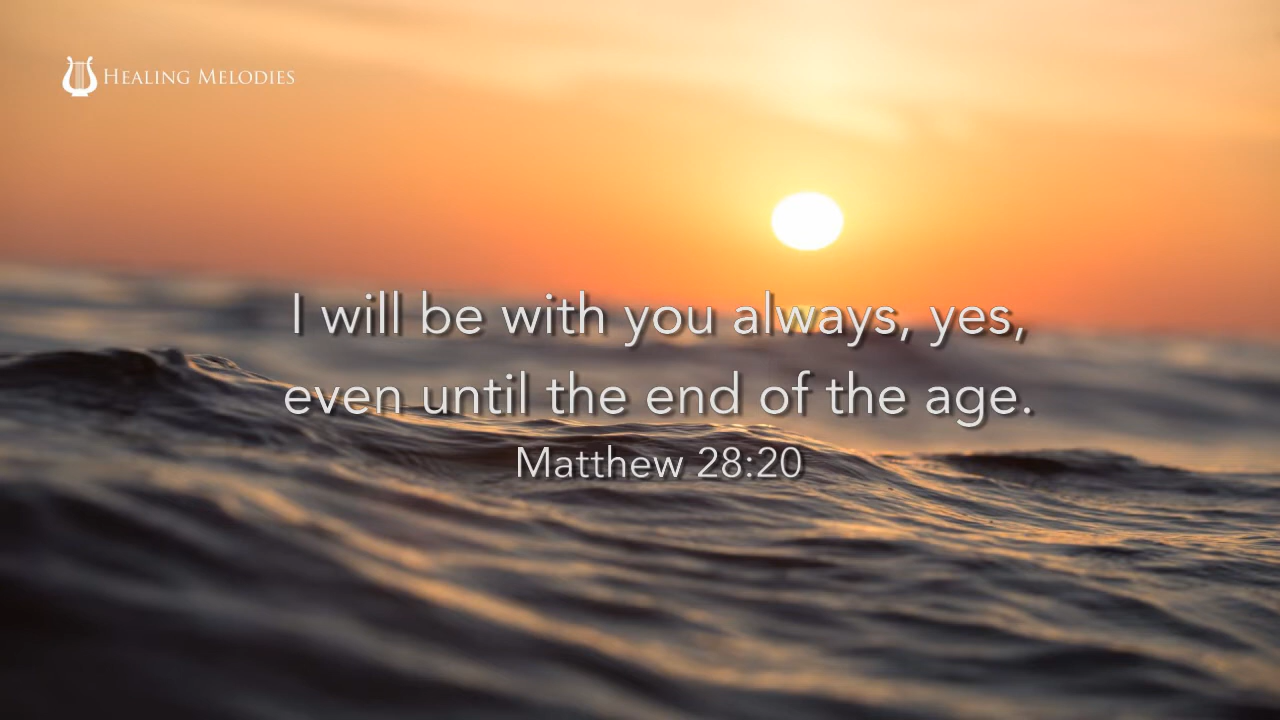 HEALING MELODIES
I will be with you always, yes,
even until the end of the age.
Matthew 28:20